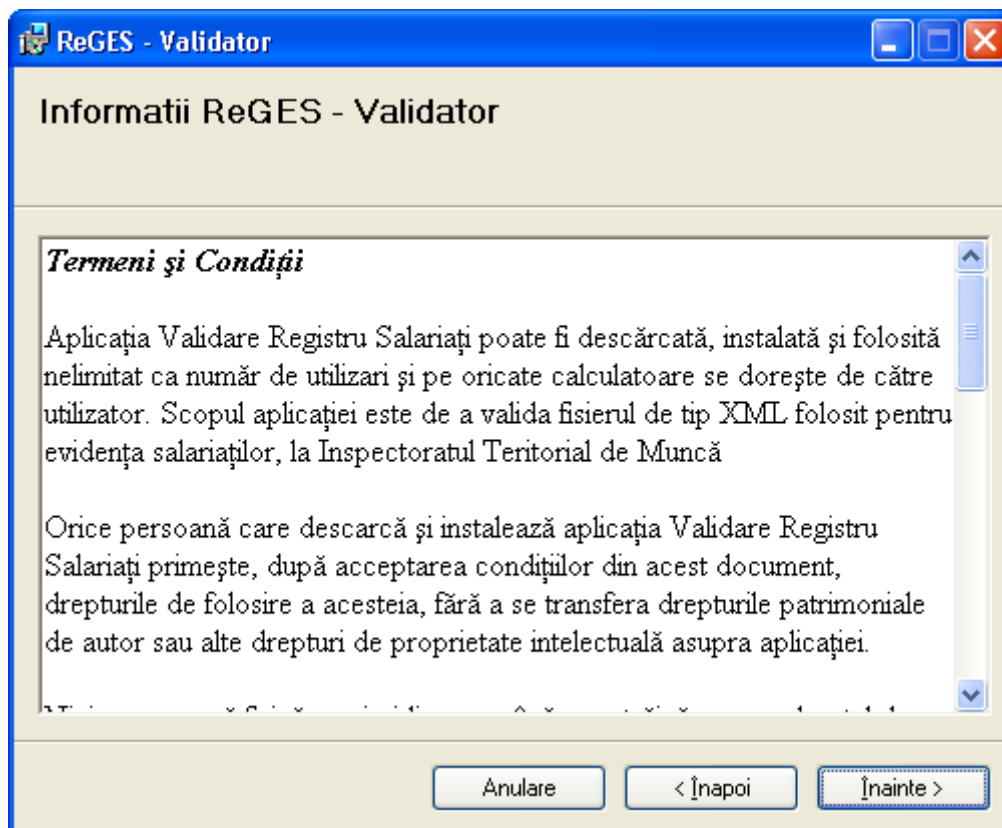 ReGES - Validator
Informatii ReGES - Validator
Termeni şi Condiţii
Aplicaţia Validare Registru Salariaţi poate fi descărcată, instalată şi folosită
nelimitat ca număr de utilizari şi pe oricate calculatoare se doreşte de către
utilizator. Scopul aplicaţiei este de a valida fisierul de tip XML folosit pentru
evidenţa salariaţilor, la Inspectoratul Teritorial de Muncă
Orice persoană care descarcă şi instalează aplicaţia Validare Registru
Salariaţi primeşte, după acceptarea condiţiilor din acest document,
drepturile de folosire a acesteia, fără a se transfera drepturile patrimoniale
de autor sau alte drepturi de proprietate intelectuală asupra aplicaţiei.
Anulare
< Înapoi
Înainte >